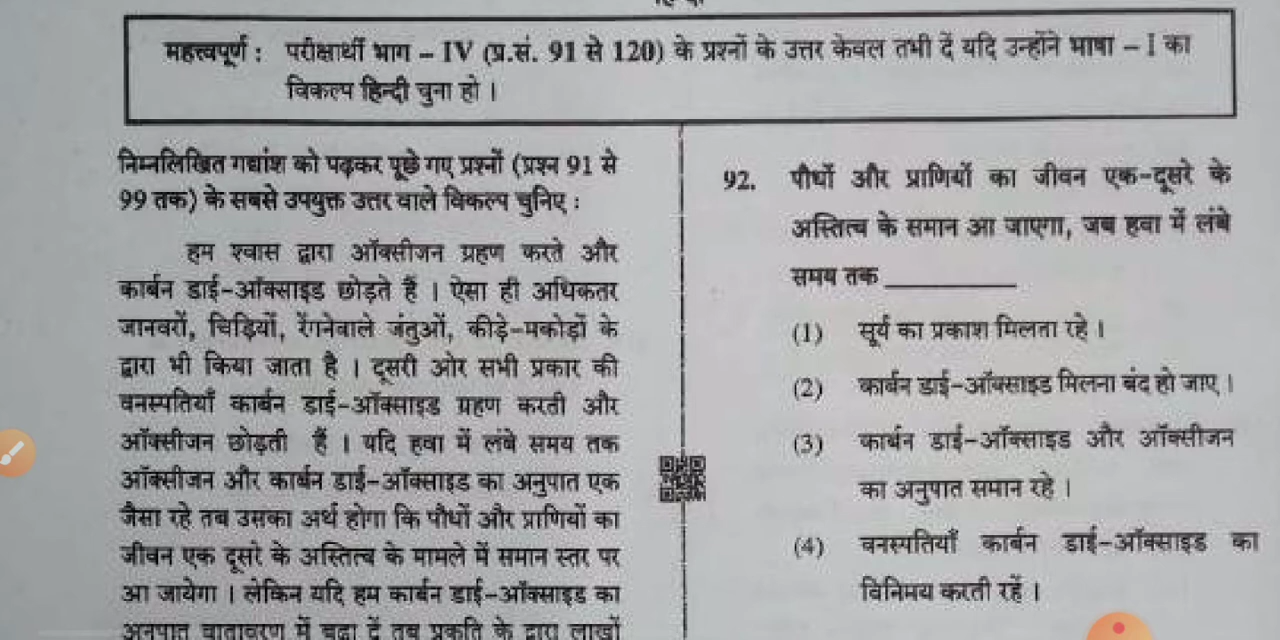 महत्त्वपूर्ण : परीक्षार्थी भाग – IV (प्र.सं. 91 से 120) के प्रश्नों के उत्तर केवल तभी दें यदि उन्होंने भाषा – I का
विकल्प हिन्दी चुना हो ।
निम्नलिखित गद्यांश को पढ़कर पूछे गए प्रश्नों (प्रश्न 91 से
99 तक) के सबसे उपयुक्त उत्तर वाले विकल्प चुनिए :
हम श्वास द्वारा ऑक्सीजन ग्रहण करते और
कार्बन डाई-ऑक्साइड छोड़ते हैं । ऐसा ही अधिकतर
जानवरों, चिड़ियों, रेंगनेवाले जंतुओं, कीड़े-मकोड़ों के
द्वारा भी किया जाता है । दूसरी ओर सभी प्रकार की
वनस्पतियाँ कार्बन डाई-ऑक्साइड ग्रहण करती और
ऑक्सीजन छोड़ती हैं । यदि हवा में लंबे समय तक
ऑक्सीजन और कार्बन डाई-ऑक्साइड का अनुपात एक
जैसा रहे तब उसका अर्थ होगा कि पौधों और प्राणियों का
जीवन एक दूसरे के अस्तित्व के मामले में समान स्तर पर
आ जायेगा । लेकिन यदि हम कार्बन डाई-ऑक्साइड का
अनुपात वातावरण में बढ़ा दें तब प्रकृति के द्वारा लाखों
92. पौधों और प्राणियों का जीवन एक-दूसरे के
अस्तित्व के समान आ जाएगा, जब हवा में लंबे
समय तक ____________
(1) सूर्य का प्रकाश मिलता रहे ।
(2) कार्बन डाई-ऑक्साइड मिलना बंद हो जाए ।
(3) कार्बन डाई-ऑक्साइड और ऑक्सीजन
का अनुपात समान रहे ।
(4) वनस्पतियाँ कार्बन डाई-ऑक्साइड का
विनिमय करती रहें ।